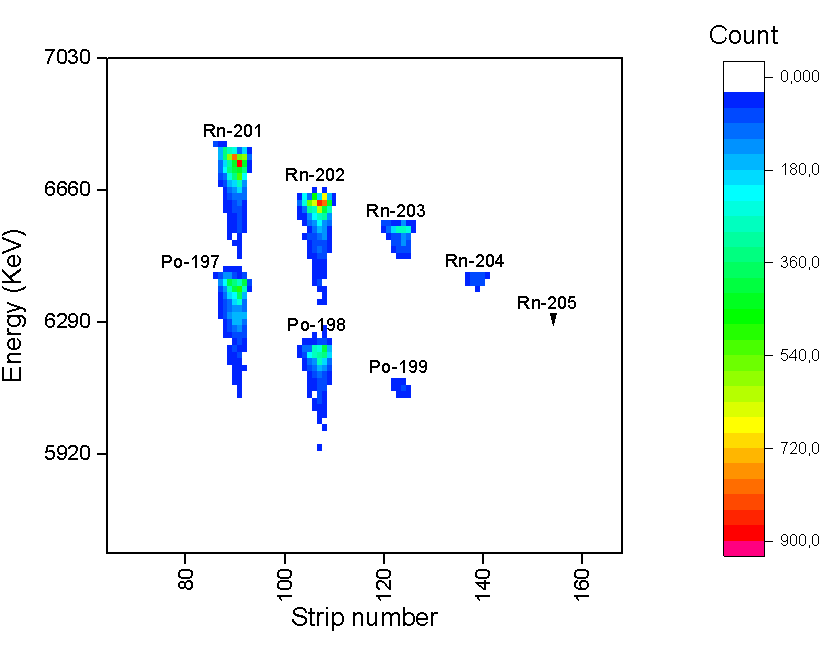 Count
7030
0,000
Rn-201
Rn-202
180,0
6660
Rn-203
Po-197
Rn-204
360,0
Rn-205
6290
Po-198
540,0
Po-199
Energy (KeV)
5920
720,0
900,0
80
100
120
140
160
Strip number